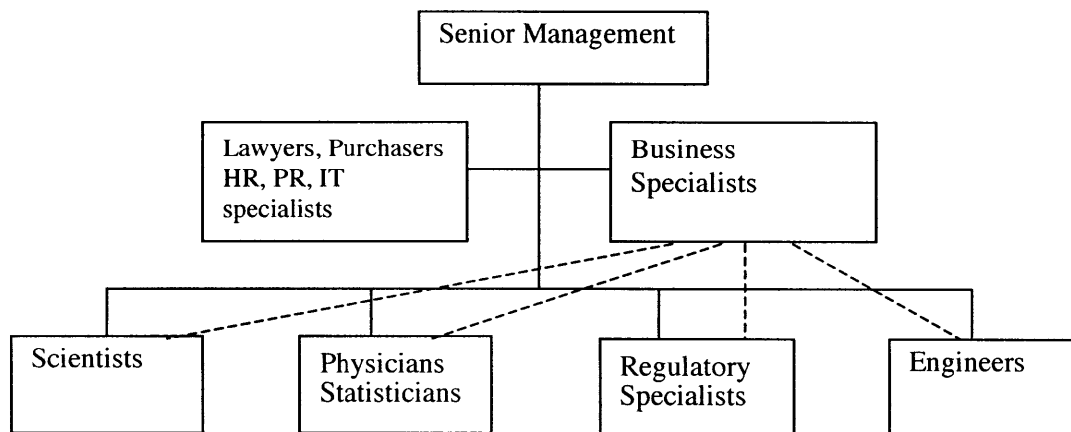 Senior Management
Lawyers, Purchasers
HR, PR, IT
specialists
Business
Specialists
Scientists
Physicians
Statisticians
Regulatory
Specialists
Engineers